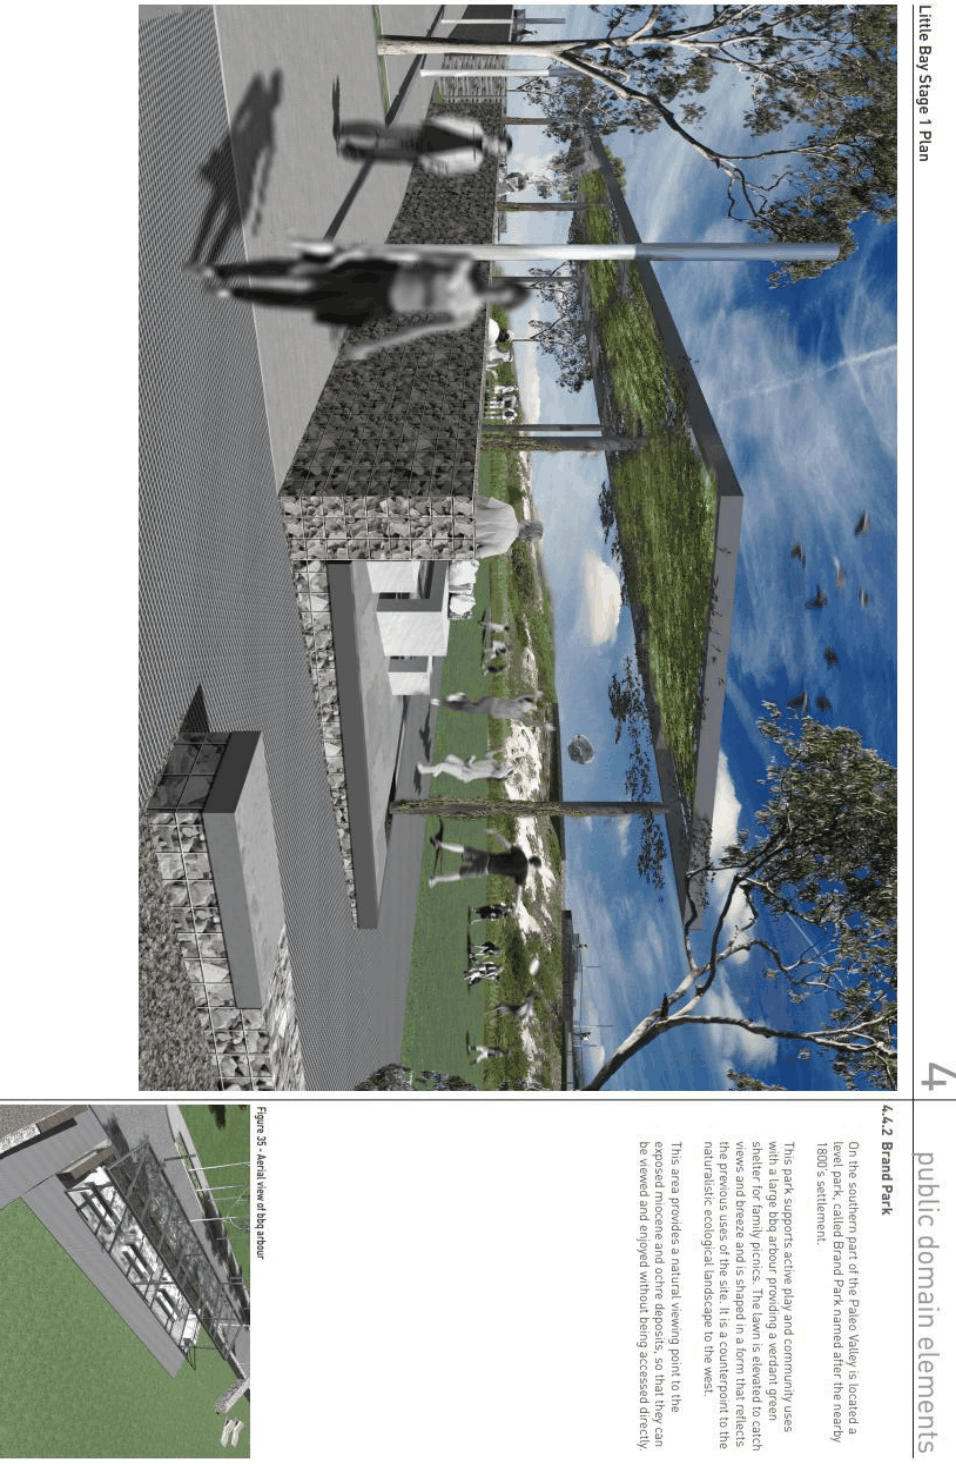 Little Bay Stage 1 Plan
4
public domain elements
4.4.2 Brand Park
On the southern part of the Paleo Valley is located a
level park, called Brand Park named after the nearby
1800's settlement.
This park supports active play and community uses
with a large bbq arbour providing a verdant green
shelter for family picnics. The lawn is elevated to catch
views and breeze and is shaped in a form that reflects
the previous uses of the site. It is a counterpoint to the
naturalistic ecological landscape to the west.
This area provides a natural viewing point to the
exposed miocene and ochre deposits, so that they can
be viewed and enjoyed without being accessed directly.
Figure 35 - Aerial view of bbq arbour